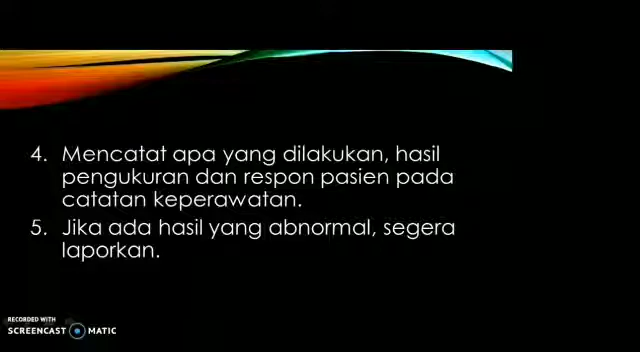 4. Mencatat apa yang dilakukan, hasil
pengukuran dan respon pasien pada
catatan keperawatan.
5. Jika ada hasil yang abnormal, segera
laporkan.
RECORDED WITH
SCREENCAST MATIC